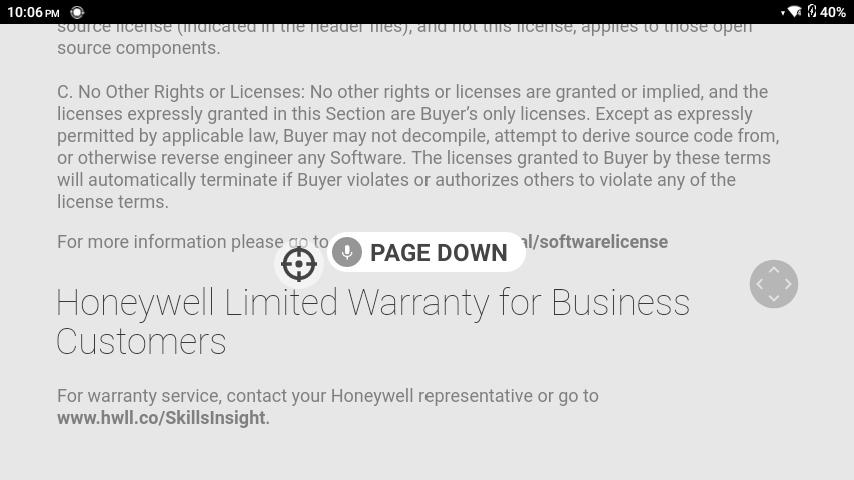 10:06 PM 40%
source license (indicated in the header files), and not this license, applies to those open
source components.
C. No Other Rights or Licenses: No other rights or licenses are granted or implied, and the
licenses expressly granted in this Section are Buyer's only licenses. Except as expressly
permitted by applicable law, Buyer may not decompile, attempt to derive source code from,
or otherwise reverse engineer any Software. The licenses granted to Buyer by these terms
will automatically terminate if Buyer violates or authorizes others to violate any of the
license terms.
For more information please go to al/softwarelicense
PAGE DOWN
Honeywell Limited Warranty for Business
Customers
For warranty service, contact your Honeywell representative or go to
www.hwll.co/SkillsInsight.